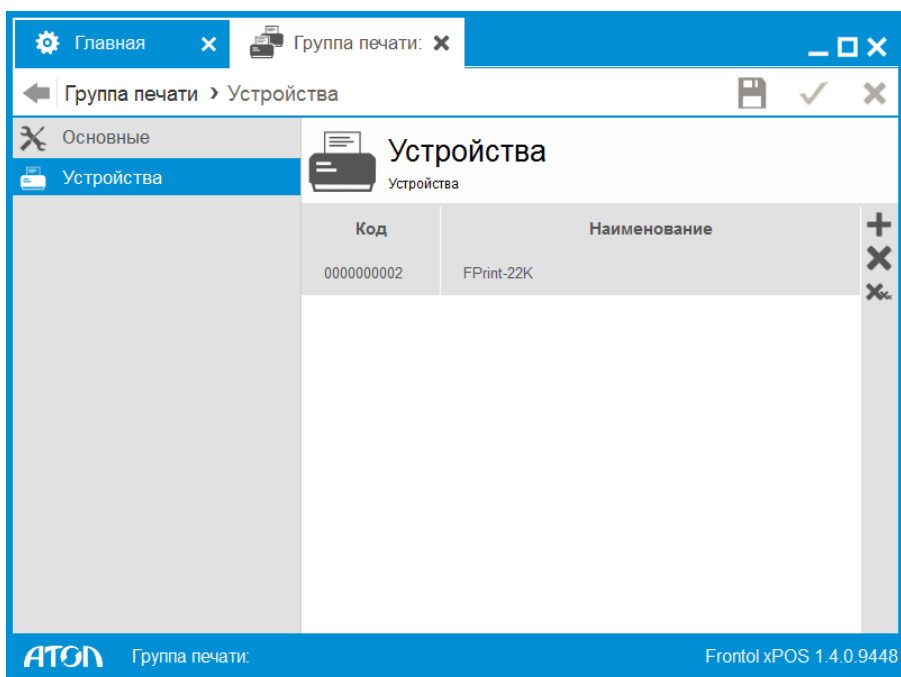 Главная
Группа печати:
Группа печати › Устройства
Основные
Устройства
Устройства
Устройства
Код Наименование
0000000002 FPrint-22K
АТОЛ Группа печати: Frontol xPOS 1.4.0.9448